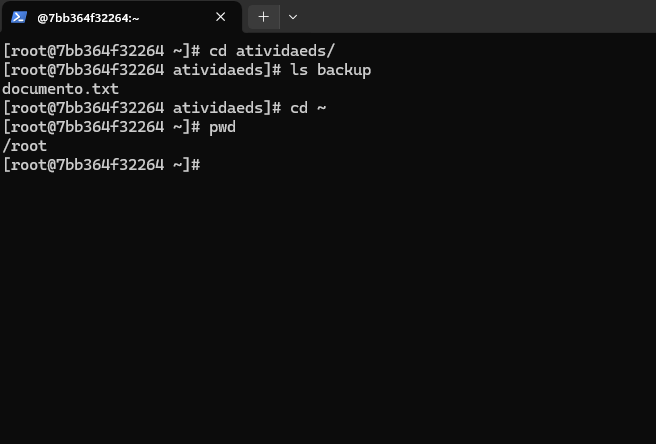 @7bb364f32264:~
[root@7bb364f32264 ~]# cd atividaeds/
[root@7bb364f32264 atividaeds]# ls backup
documento.txt
[root@7bb364f32264 atividaeds]# cd ~
[root@7bb364f32264 ~]# pwd
/root
[root@7bb364f32264 ~]#